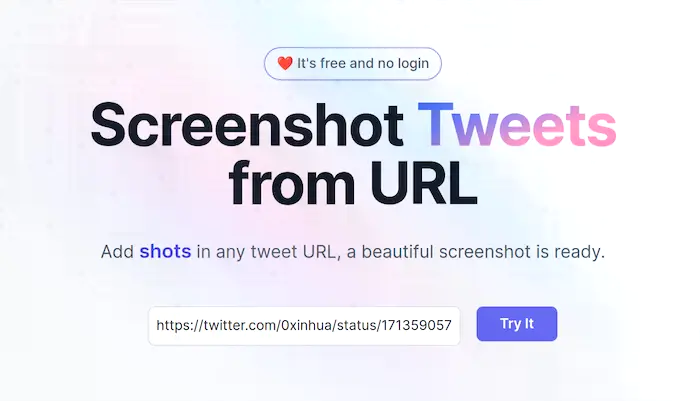 ❤️ It's free and no login
Screenshot Tweets
from URL
Add shots in any tweet URL, a beautiful screenshot is ready.
https://twitter.com/0xinhua/status/171359057
Try It